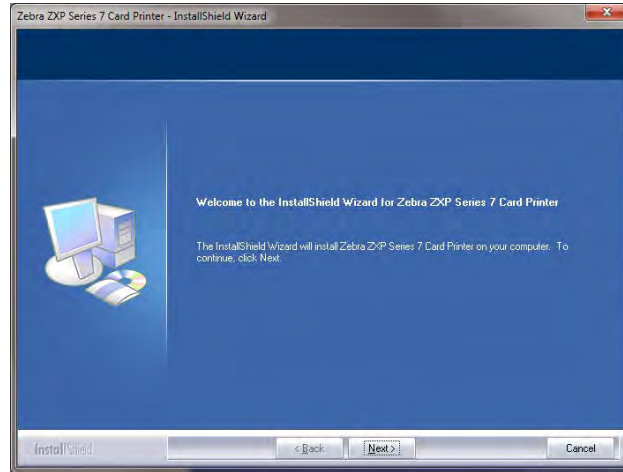 Zebra ZXP Series 7 Card Printer - InstallShield Wizard
Welcome to the InstallShield Wizard for Zebra ZXP Series 7 Card Printer
The InstallShield Wizard will install Zebra ZXP Series 7 Card Printer on your computer. To
continue, click Next.
InstallShield
< Back
Next >
Cancel